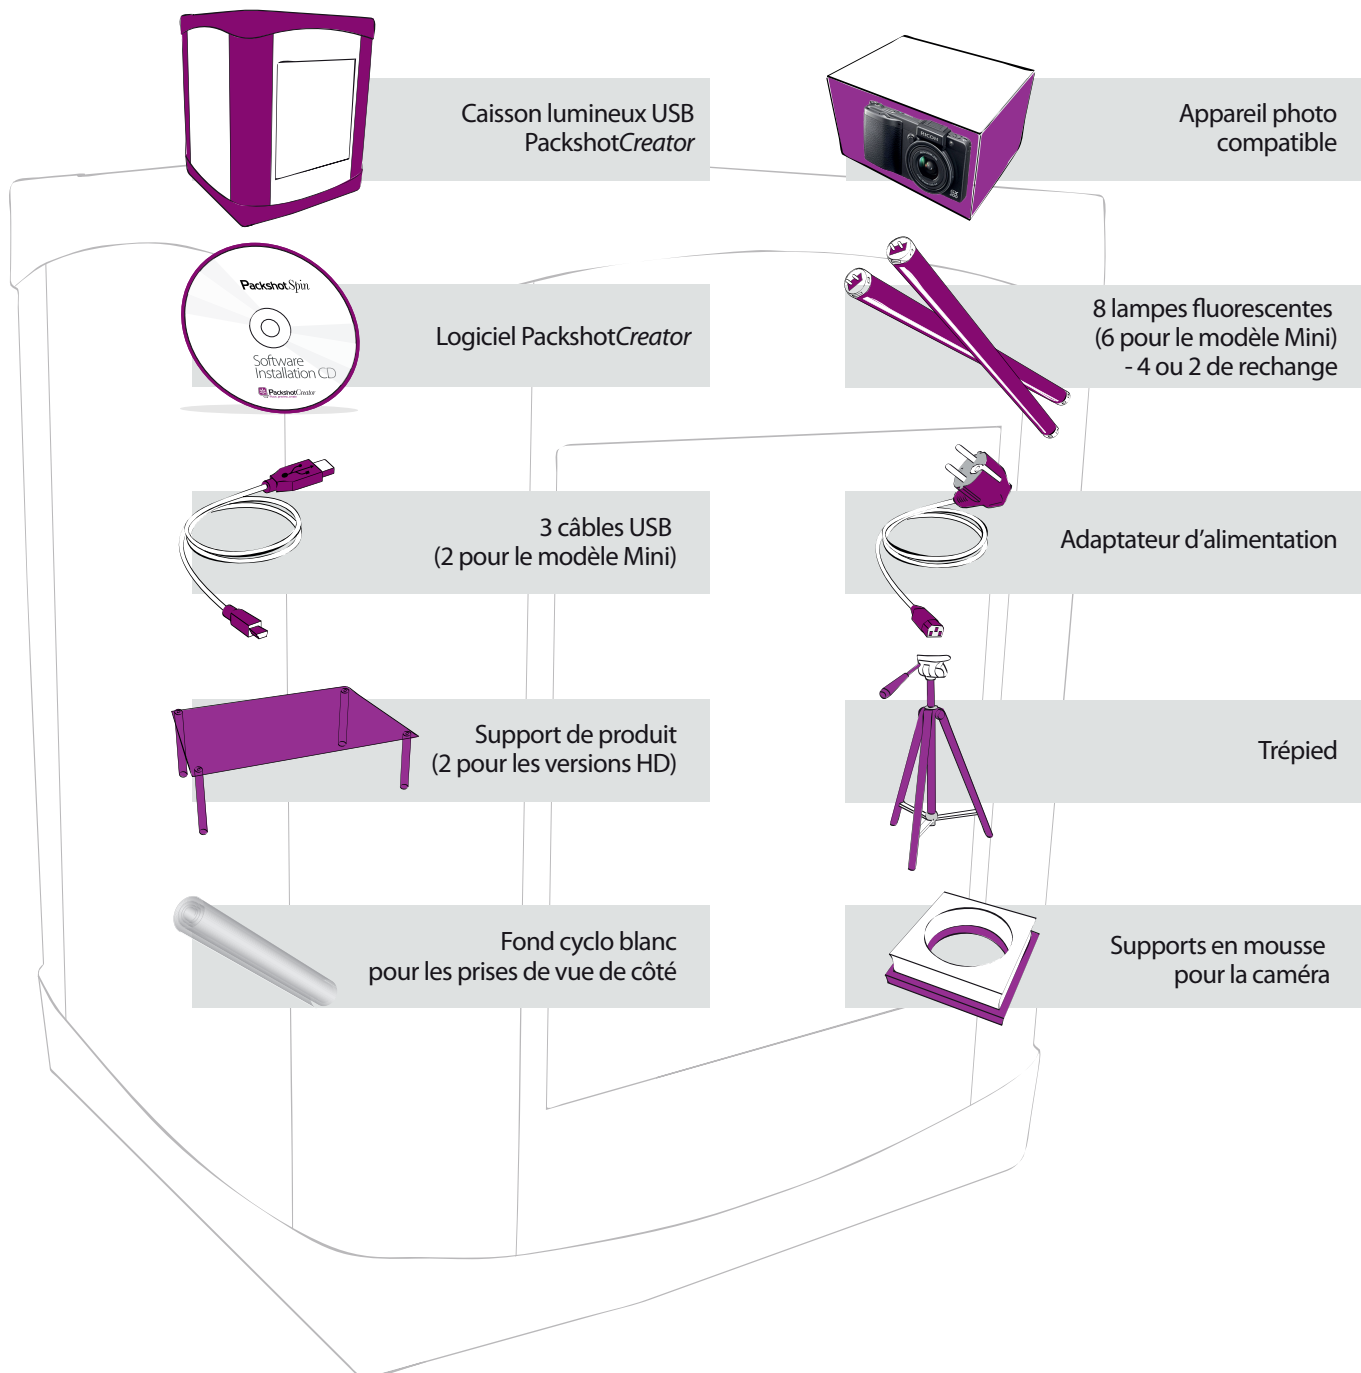 Caisson lumineux USB
PackshotCreator
Appareil photo
compatible
RICOH
PackshotSpin
Software
Installation CD
PackshotCreator
Logiciel PackshotCreator
8 lampes fluorescentes
(6 pour le modèle Mini)
- 4 ou 2 de rechange
3 câbles USB
(2 pour le modèle Mini)
Adaptateur d’alimentation
Support de produit
(2 pour les versions HD)
Trépied
Fond cyclo blanc
pour les prises de vue de côté
Supports en mousse
pour la caméra